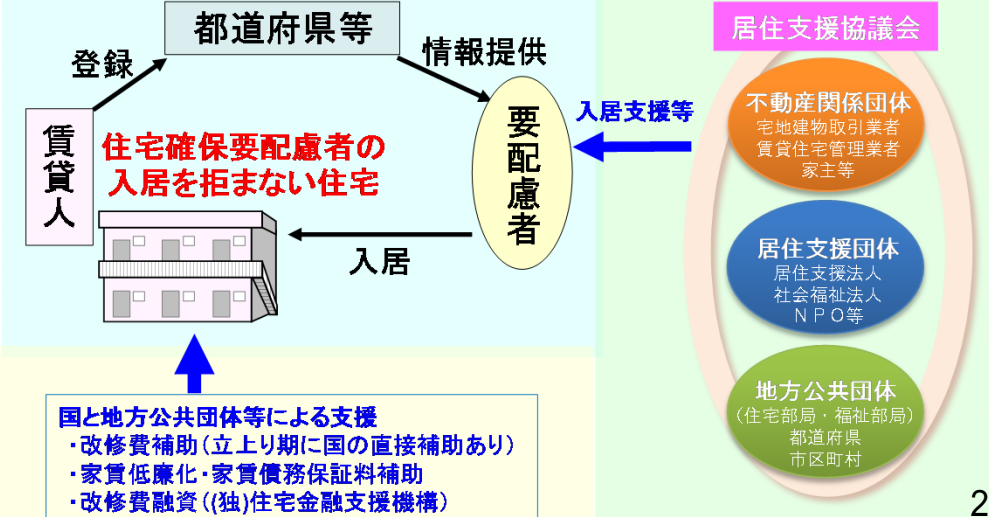 都道府県等
登録
情報提供
賃貸人
住宅確保要配慮者の
入居を拒まない住宅
要配慮者
入居
国と地方公共団体等による支援
・改修費補助(立上り期に国の直接補助あり)
・家賃低廉化・家賃債務保証料補助
・改修費融資((独)住宅金融支援機構)
入居支援等
居住支援協議会
不動産関係団体
宅地建物取引業者
賃貸住宅管理業者
家主等
居住支援団体
居住支援法人
社会福祉法人
ＮＰＯ等
地方公共団体
(住宅部局・福祉部局)
都道府県
市区町村
2